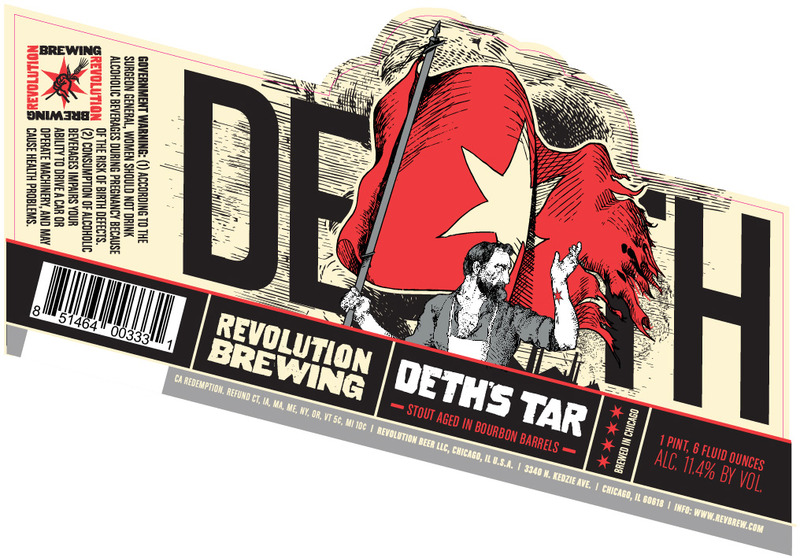 BREWING
REVOLUTION
BREWING
REVOLUTION
GOVERNMENT WARNING: (1) ACCORDING TO THE
SURGEON GENERAL, WOMEN SHOULD NOT DRINK
ALCOHOLIC BEVERAGES DURING PREGNANCY BECAUSE
OF THE RISK OF BIRTH DEFECTS.
(2) CONSUMPTION OF ALCOHOLIC
BEVERAGES IMPAIRS YOUR
ABILITY TO DRIVE A CAR OR
OPERATE MACHINERY, AND MAY
CAUSE HEALTH PROBLEMS.
8 51464 00333 1
DETH
REVOLUTION
BREWING
DETH'S TAR
STOUT AGED IN BOURBON BARRELS
BREWED IN CHICAGO
1 PINT, 6 FLUID OUNCES
ALC. 11.4% BY VOL.
CA REDEMPTION. REFUND CT, IA, MA, ME, NY, OR, VT 5¢, MI 10¢ | REVOLUTION BEER LLC, CHICAGO, IL U.S.A. | 3340 N. KEDZIE AVE. | CHICAGO, IL 60618 | INFO: WWW.REVBREW.COM